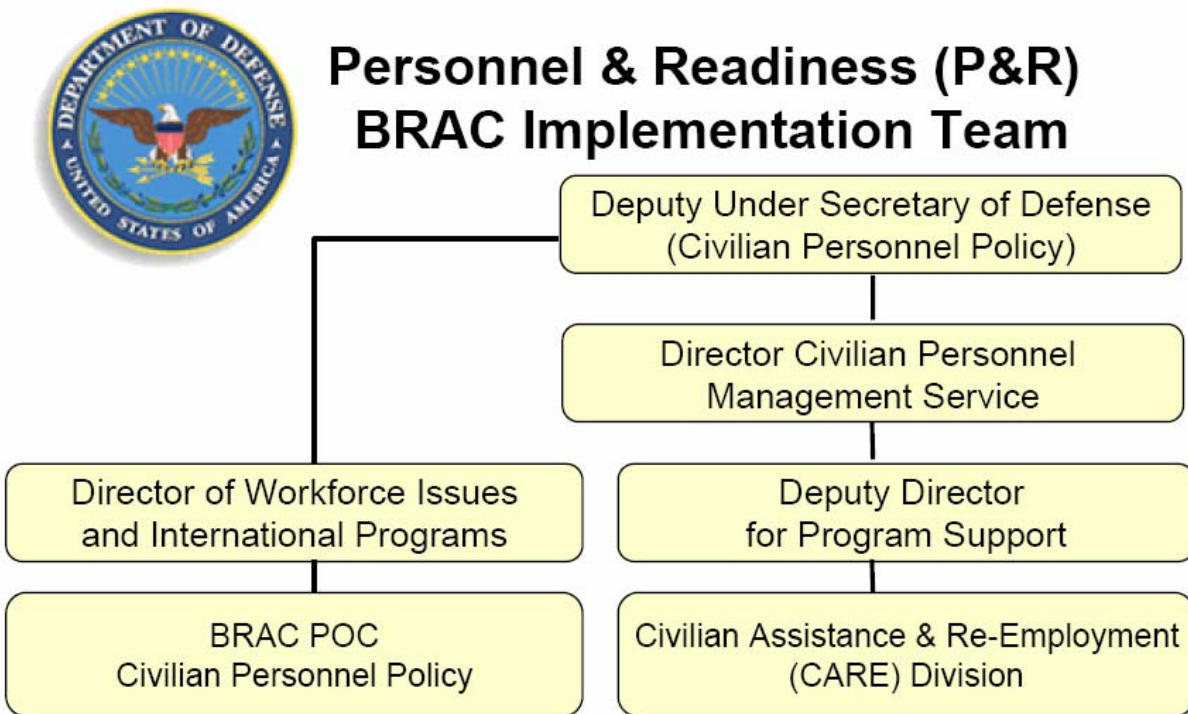 DEPARTMENT OF DEFENSE
UNITED STATES OF AMERICA
Personnel & Readiness (P&R)
BRAC Implementation Team
Deputy Under Secretary of Defense
(Civilian Personnel Policy)
Director Civilian Personnel
Management Service
Director of Workforce Issues
and International Programs
Deputy Director
for Program Support
BRAC POC
Civilian Personnel Policy
Civilian Assistance & Re-Employment
(CARE) Division